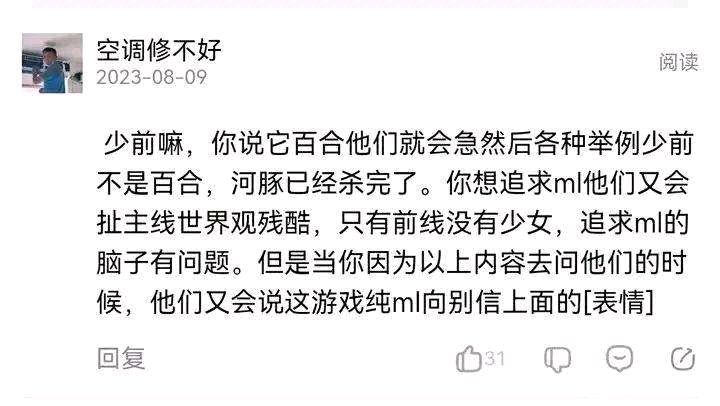 空调修不好
2023-08-09
阅读
少前嘛，你说它百合他们就会急然后各种举例少前
不是百合，河豚已经杀完了。你想追求ml他们又会
扯主线世界观残酷，只有前线没有少女，追求ml的
脑子有问题。但是当你因为以上内容去问他们的时
候，他们又会说这游戏纯ml向别信上面的[表情]
回复
31